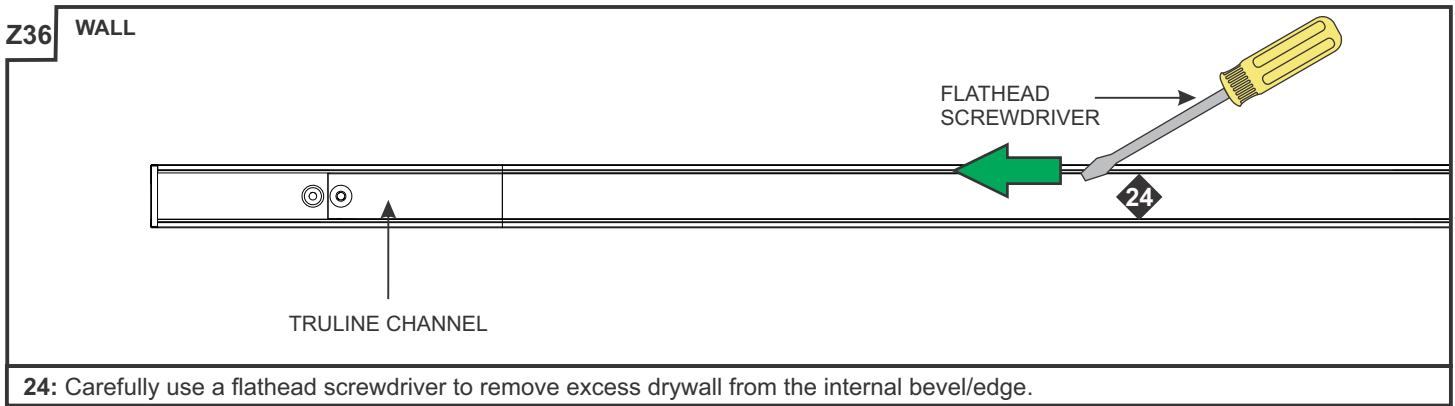 Z36
WALL
FLATHEAD
SCREWDRIVER
24
TRULINE CHANNEL
24: Carefully use a flathead screwdriver to remove excess drywall from the internal bevel/edge.